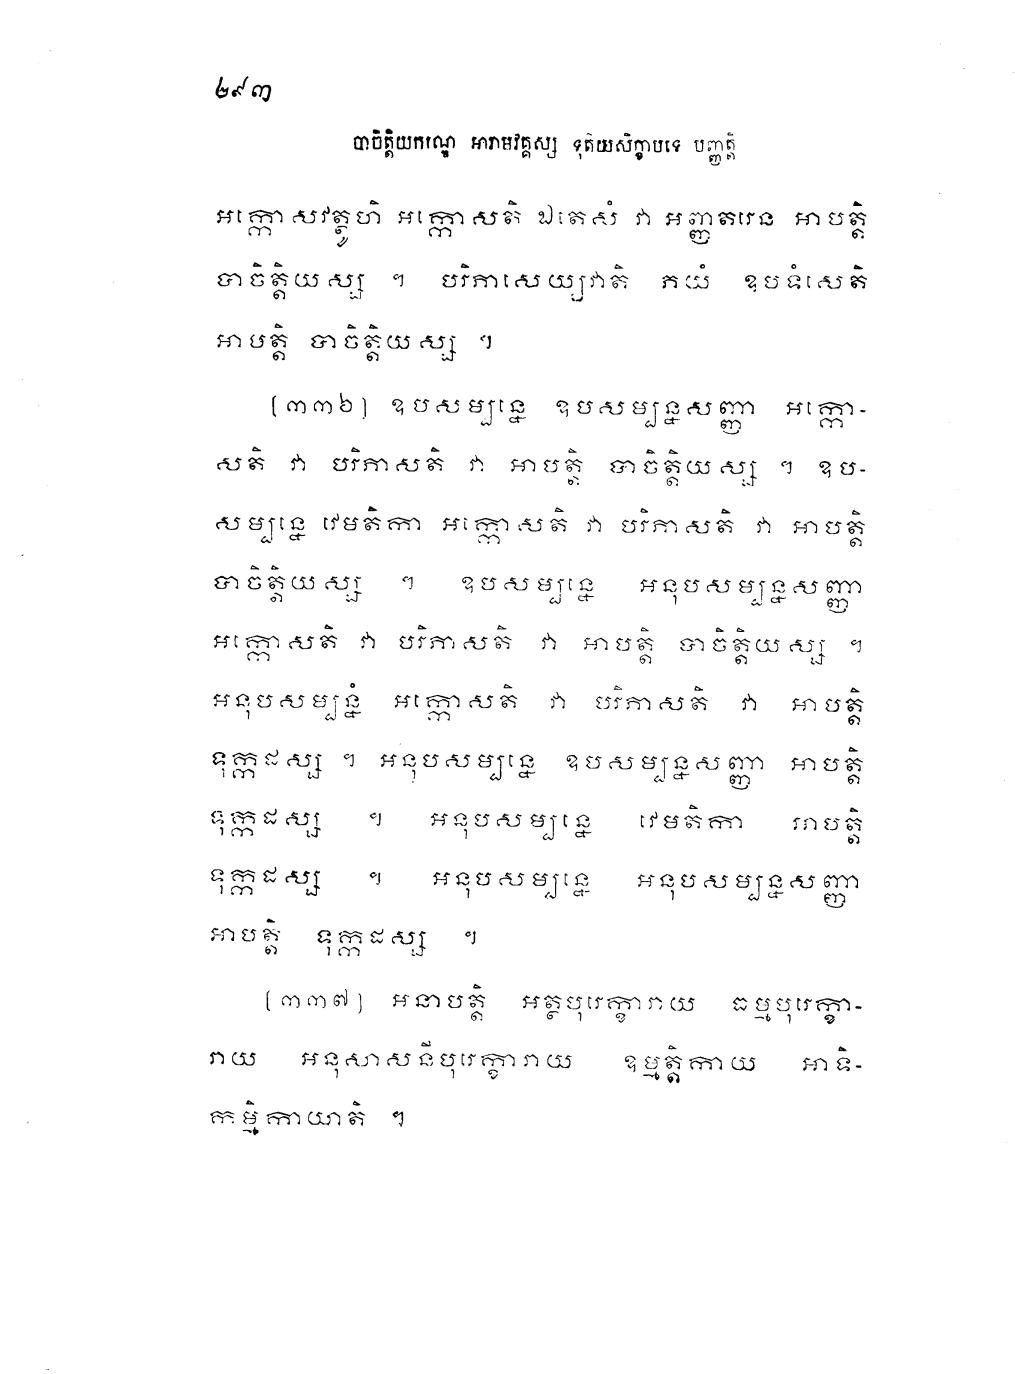 ២៩៣
បាចិត្តិយកណ្ឌេ អារាមវគ្គស្ស ទុតិយសិក្ខាបទេ បញ្ញត្តិ
អក្កោសវត្ថូហិ អក្កោសតិ ឯតេសំ វា អញ្ញតរេន អាបត្តិ
បាចិត្តិយស្ស ។ បរិភាសេយ្យវាតិ ភយំ ឧបទំសេតិ
អាបត្តិ បាចិត្តិយស្ស ។
[៣៣៦] ឧបសម្បន្នេ ឧបសម្បន្នសញ្ញា អក្កោ-
សតិ វា បរិភាសតិ វា អាបត្តិ បាចិត្តិយស្ស ។ ឧប-
សម្បន្នេ វេមតិកា អក្កោសតិ វា បរិភាសតិ វា អាបត្តិ
បាចិត្តិយស្ស ។ ឧបសម្បន្នេ អនុបសម្បន្នសញ្ញា
អក្កោសតិ វា បរិភាសតិ វា អាបត្តិ បាចិត្តិយស្ស ។
អនុបសម្បន្នំ អក្កោសតិ វា បរិភាសតិ វា អាបត្តិ
ទុក្កដស្ស ។ អនុបសម្បន្នេ ឧបសម្បន្នសញ្ញា អាបត្តិ
ទុក្កដស្ស ។ អនុបសម្បន្នេ វេមតិកា អាបត្តិ
ទុក្កដស្ស ។ អនុបសម្បន្នេ អនុបសម្បន្នសញ្ញា
អាបត្តិ ទុក្កដស្ស ។
[៣៣៧] អនាបត្តិ អត្ថបុរេក្ខារាយ ធម្មបុរេក្ខា-
រាយ អនុសាសនីបុរេក្ខារាយ ឧម្មត្តិកាយ អាទិ-
កម្មិកាយាតិ ។